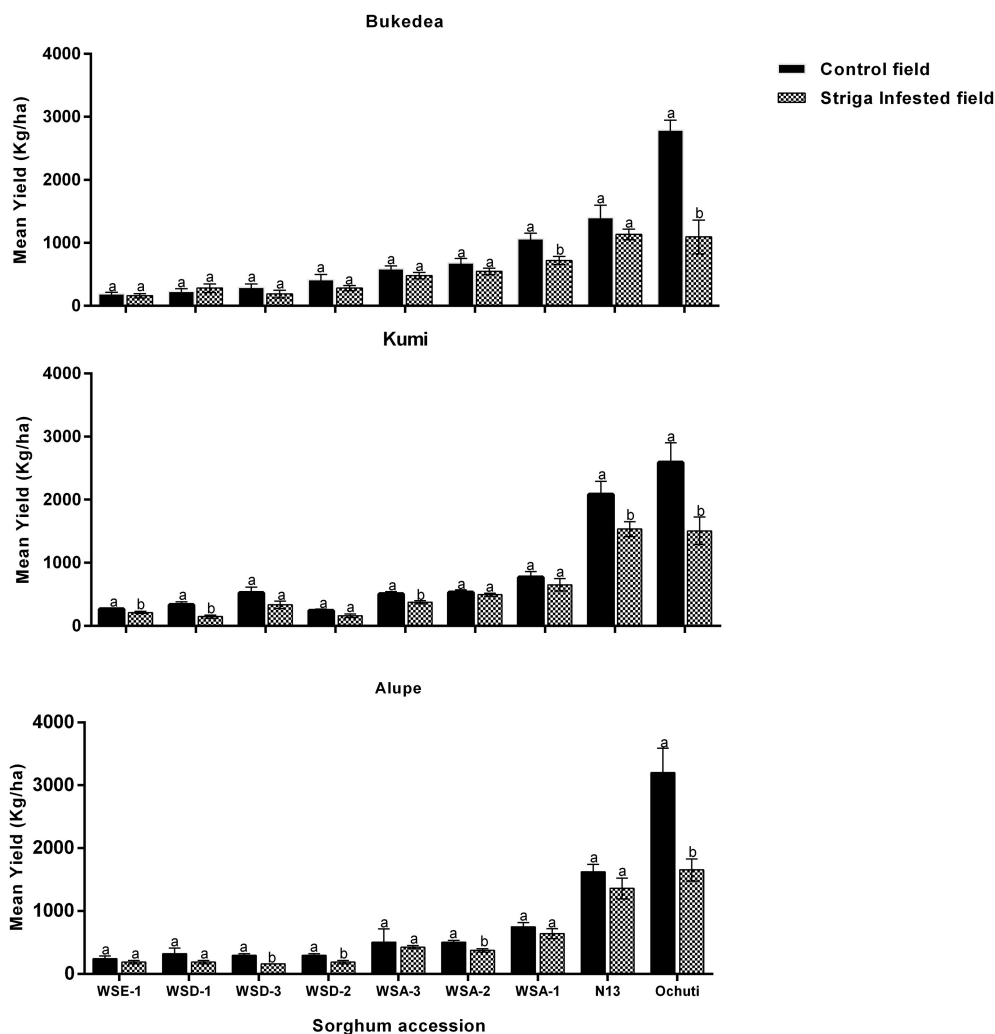 Bukedea
Control field
Striga Infested field
Mean Yield (Kg/ha)
4000
3000
2000
1000
0
a a a a a a a a a a a a a b a a a b
Kumi
Mean Yield (Kg/ha)
4000
3000
2000
1000
0
a b a b a a a a a b a a a a a b a b
Alupe
Mean Yield (Kg/ha)
4000
3000
2000
1000
0
a a a a a b a b a a a b a a a a a b
WSE-1 WSD-1 WSD-3 WSD-2 WSA-3 WSA-2 WSA-1 N13 Ochuti
Sorghum accession